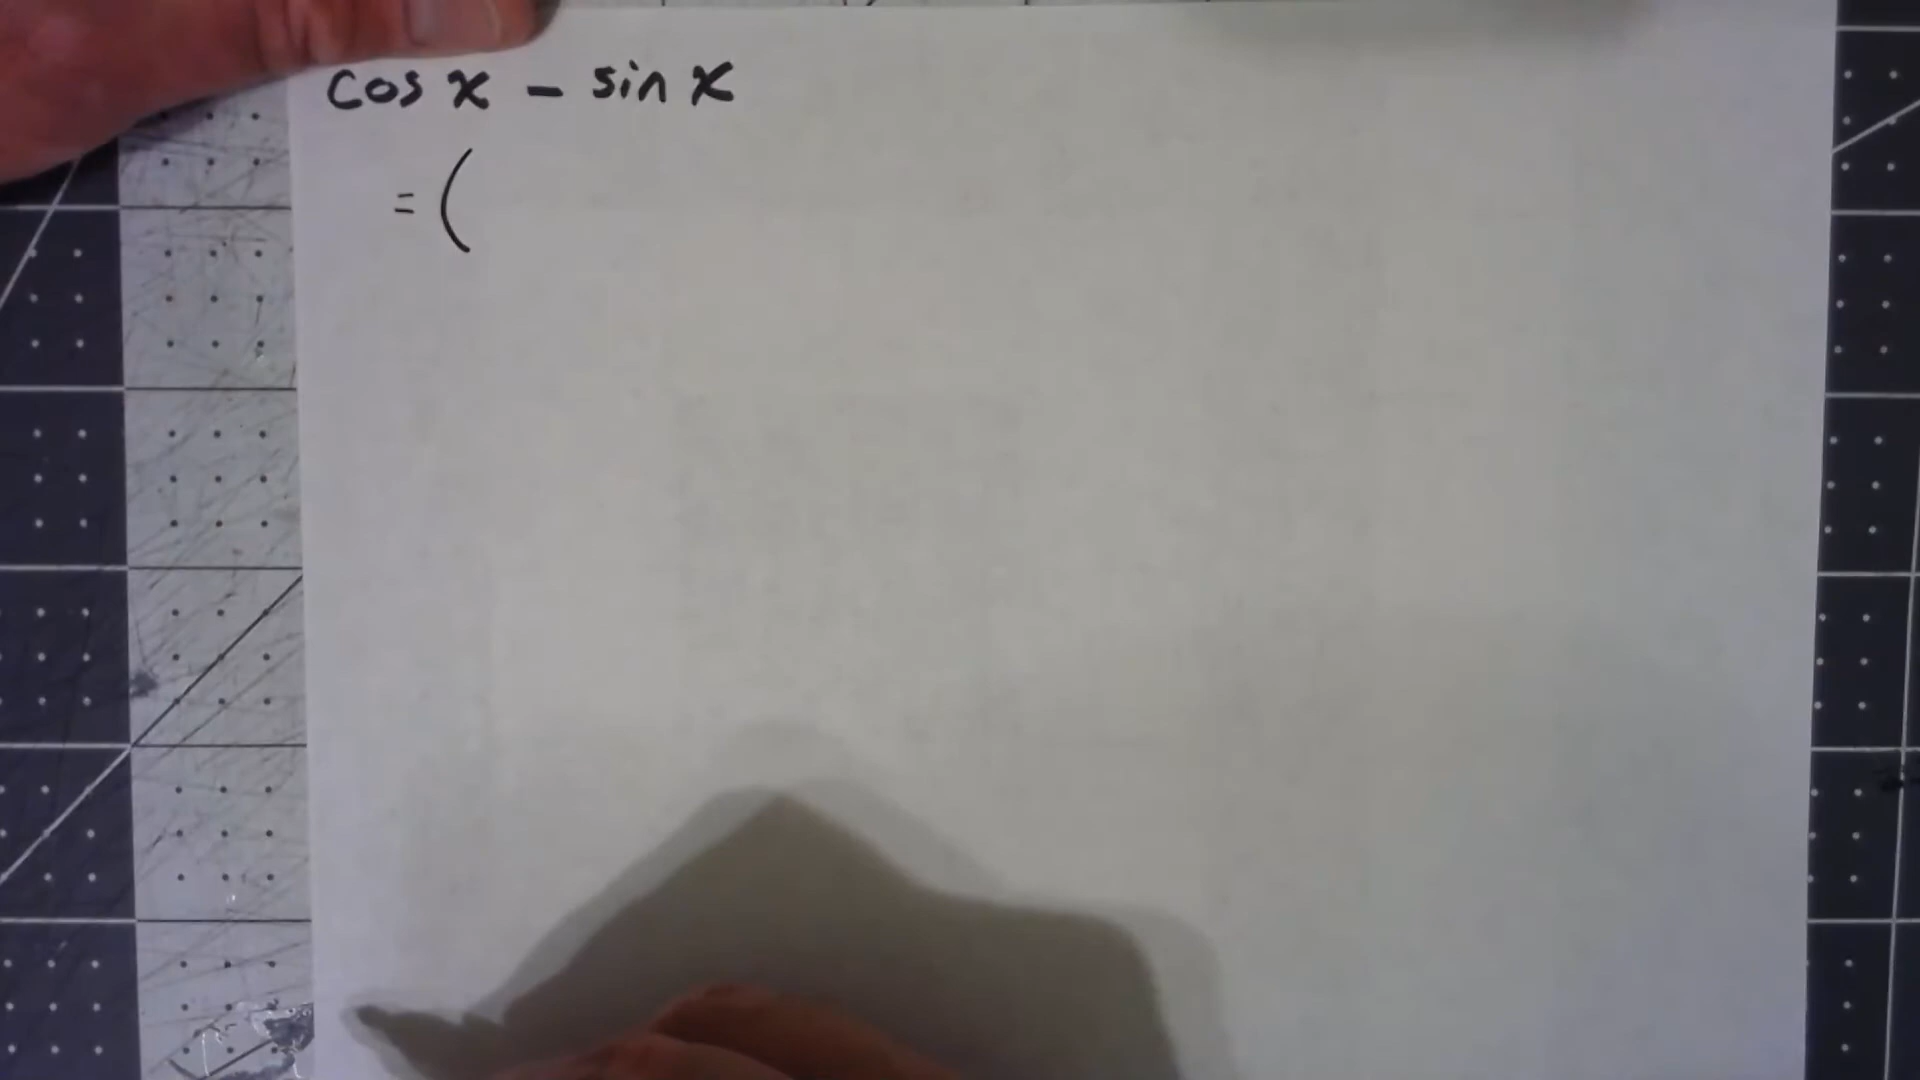 cos x - sin x
= (